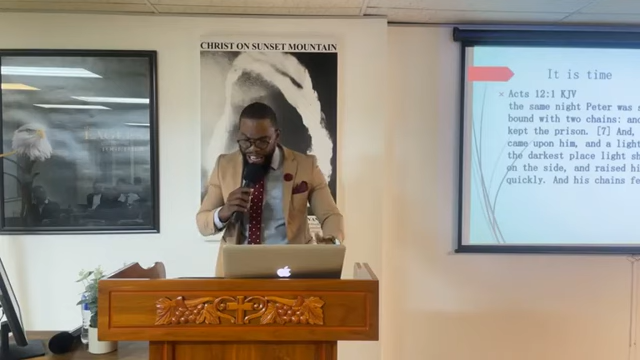 CHRIST ON SUNSET MOUNTAIN
It is time
Acts 12:1 KJV
the same night Peter was s
bound with two chains: and
kept the prison. [7] And,
came upon him, and a light
the darkest place light sh
on the side, and raised hi
quickly. And his chains fe